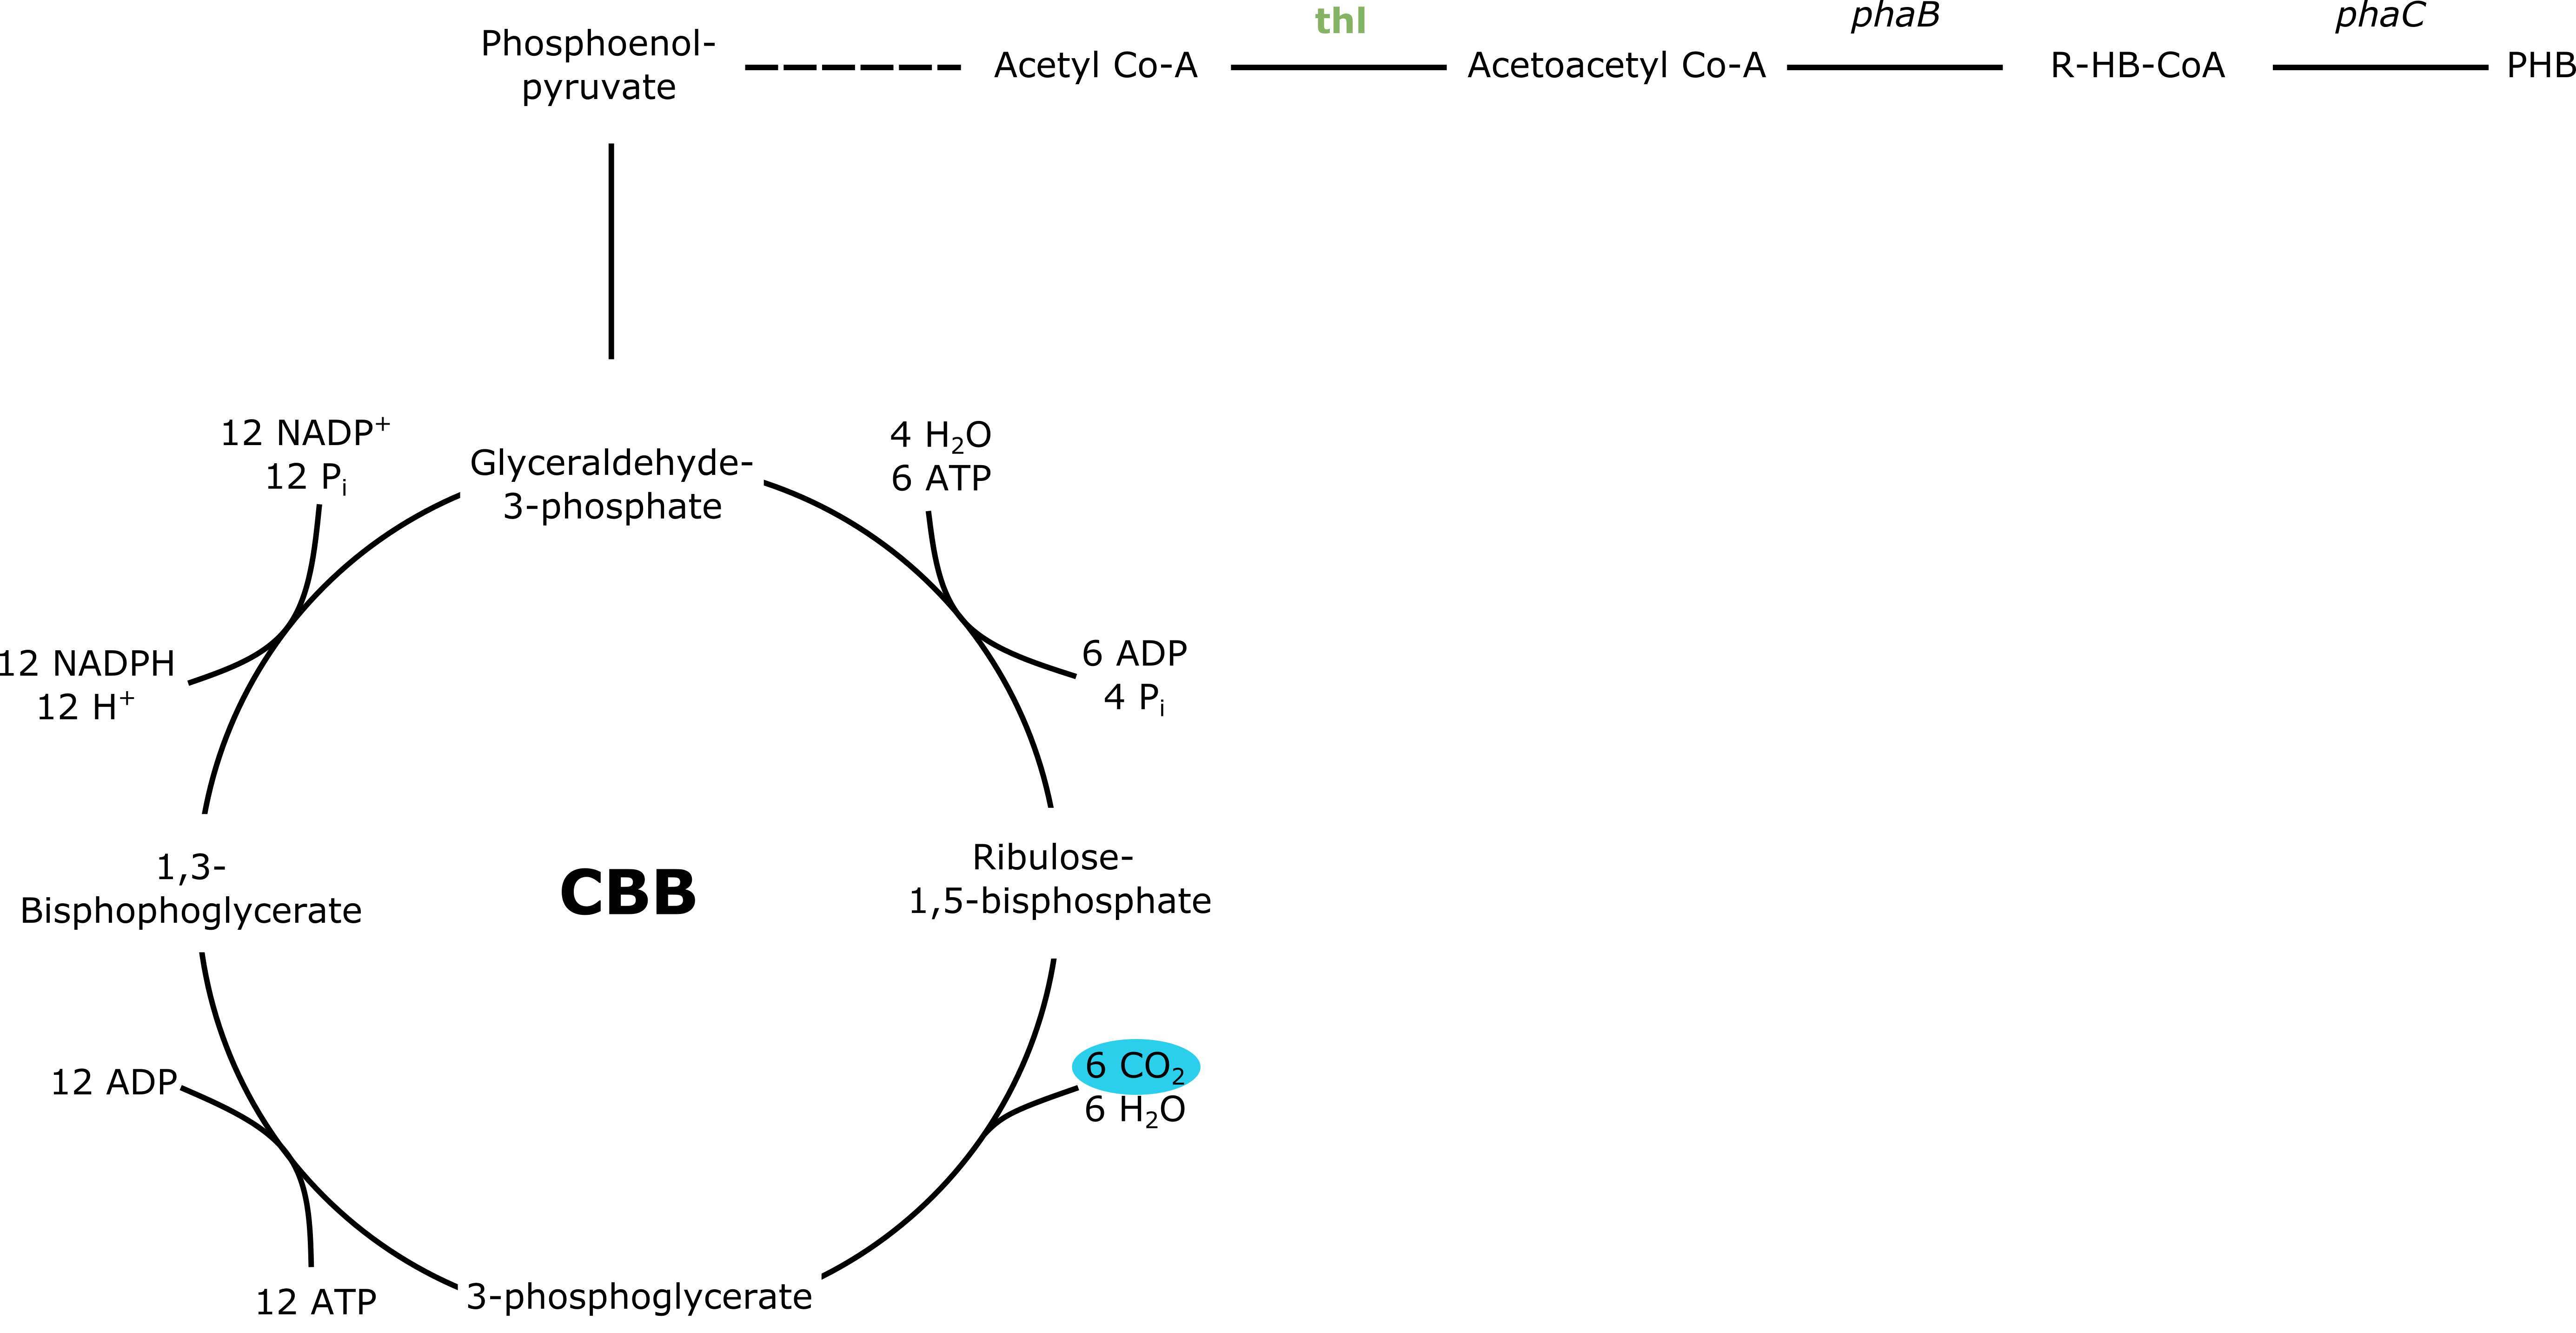 thl
phaB
phaC
Phosphoenol-
pyruvate
Acetyl Co-A
Acetoacetyl Co-A
R-HB-CoA
PHB
12 NADP⁺
12 Pᵢ
Glyceraldehyde-
3-phosphate
4 H₂O
6 ATP
12 NADPH
12 H⁺
6 ADP
4 Pᵢ
1,3-
Bisphophoglycerate
CBB
Ribulose-
1,5-bisphosphate
12 ADP
6 CO₂
6 H₂O
12 ATP
3-phosphoglycerate